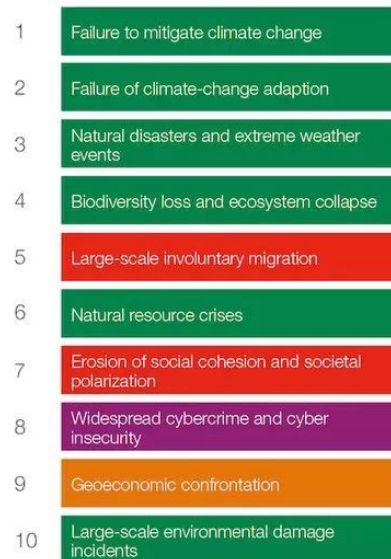 1
Failure to mitigate climate change
2
Failure of climate-change adaption
3
Natural disasters and extreme weather
events
4
Biodiversity loss and ecosystem collapse
5
Large-scale involuntary migration
6
Natural resource crises
7
Erosion of social cohesion and societal
polarization
8
Widespread cybercrime and cyber
insecurity
9
Geoeconomic confrontation
10
Large-scale environmental damage
incidents